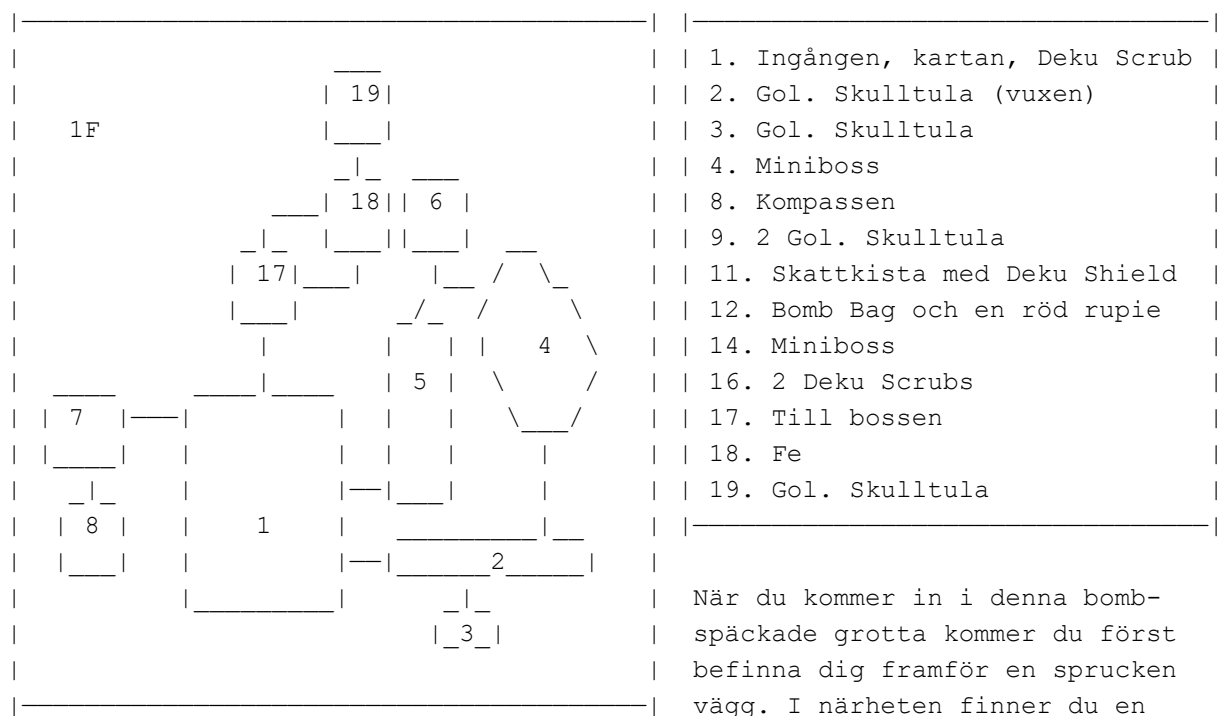 19
1F
18 6
17
4
5
7
8 1
2
3
1. Ingången, kartan, Deku Scrub
2. Gol. Skulltula (vuxen)
3. Gol. Skulltula
4. Miniboss
8. Kompassen
9. 2 Gol. Skulltula
11. Skattkista med Deku Shield
12. Bomb Bag och en röd rupie
14. Miniboss
16. 2 Deku Scrubs
17. Till bossen
18. Fe
19. Gol. Skulltula
När du kommer in i denna bomb-
späckade grotta kommer du först
befinna dig framför en sprucken
vägg. I närheten finner du en